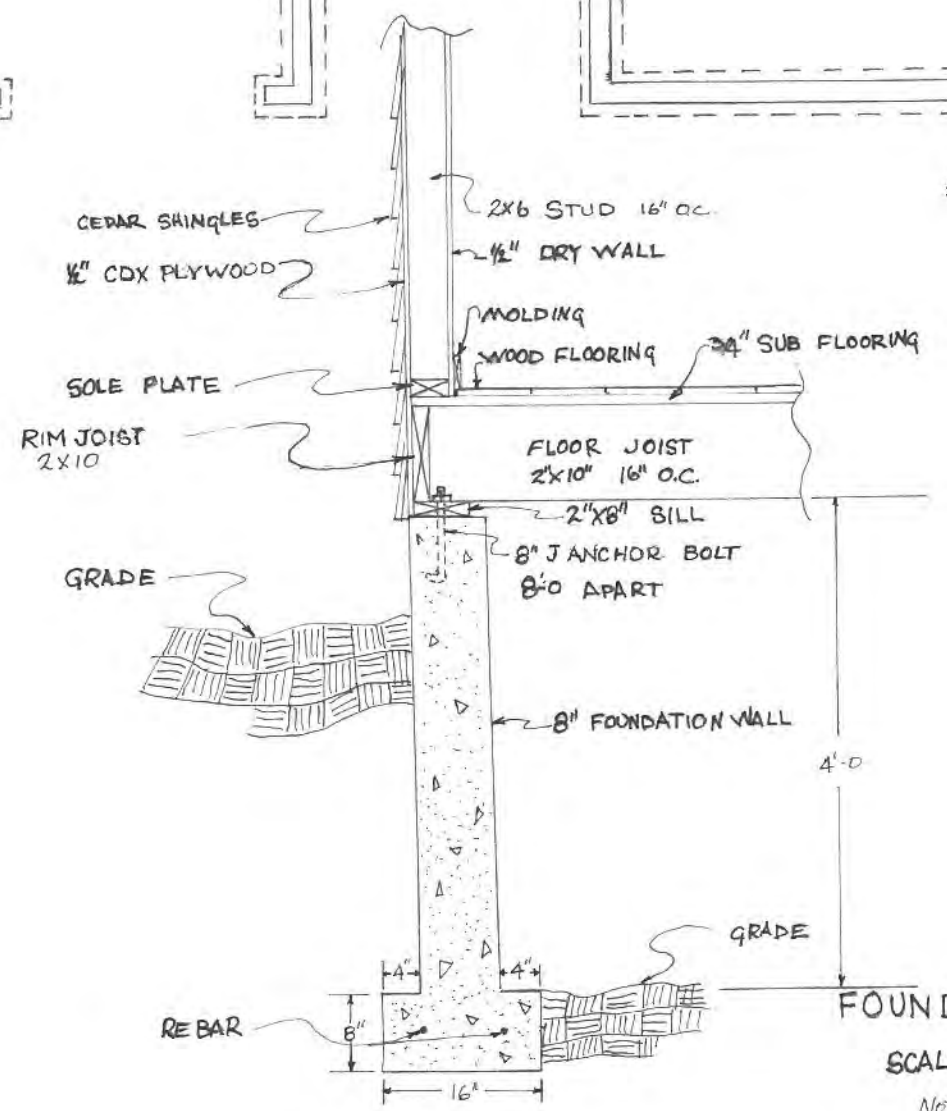 CEDAR SHINGLES
2X6 STUD 16" O.C.
1/2" DRY WALL
1/2" CDX PLYWOOD
MOLDING
WOOD FLOORING
3/4" SUB FLOORING
SOLE PLATE
RIM JOIST
2X10
FLOOR JOIST
2"X10" 16" O.C.
2"X8" SILL
8" J ANCHOR BOLT
8'-0 APART
GRADE
8" FOUNDATION WALL
4'-0
GRADE
4"
4"
RE BAR
8"
16"
FOUND
SCAL